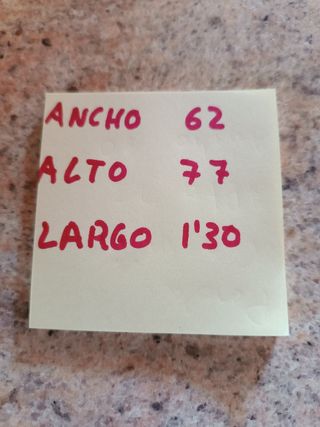 ANCHO 62
ALTO 77
LARGO 1'30